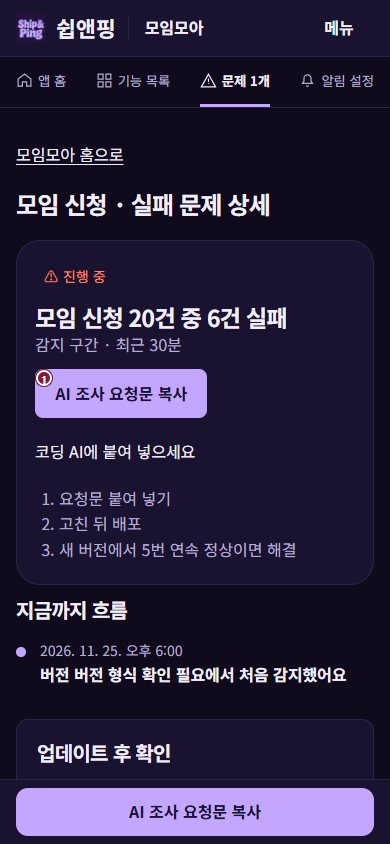 Ship&
Ping
쉽앤핑
모임모아
메뉴
앱 홈
기능 목록
문제 1개
알림 설정
모임모아 홈으로
모임 신청 · 실패 문제 상세
진행 중
모임 신청 20건 중 6건 실패
감지 구간 · 최근 30분
1
AI 조사 요청문 복사
코딩 AI에 붙여 넣으세요
1. 요청문 붙여 넣기
2. 고친 뒤 배포
3. 새 버전에서 5번 연속 정상이면 해결
지금까지 흐름
2026. 11. 25. 오후 6:00
버전 버전 형식 확인 필요에서 처음 감지했어요
업데이트 후 확인
AI 조사 요청문 복사